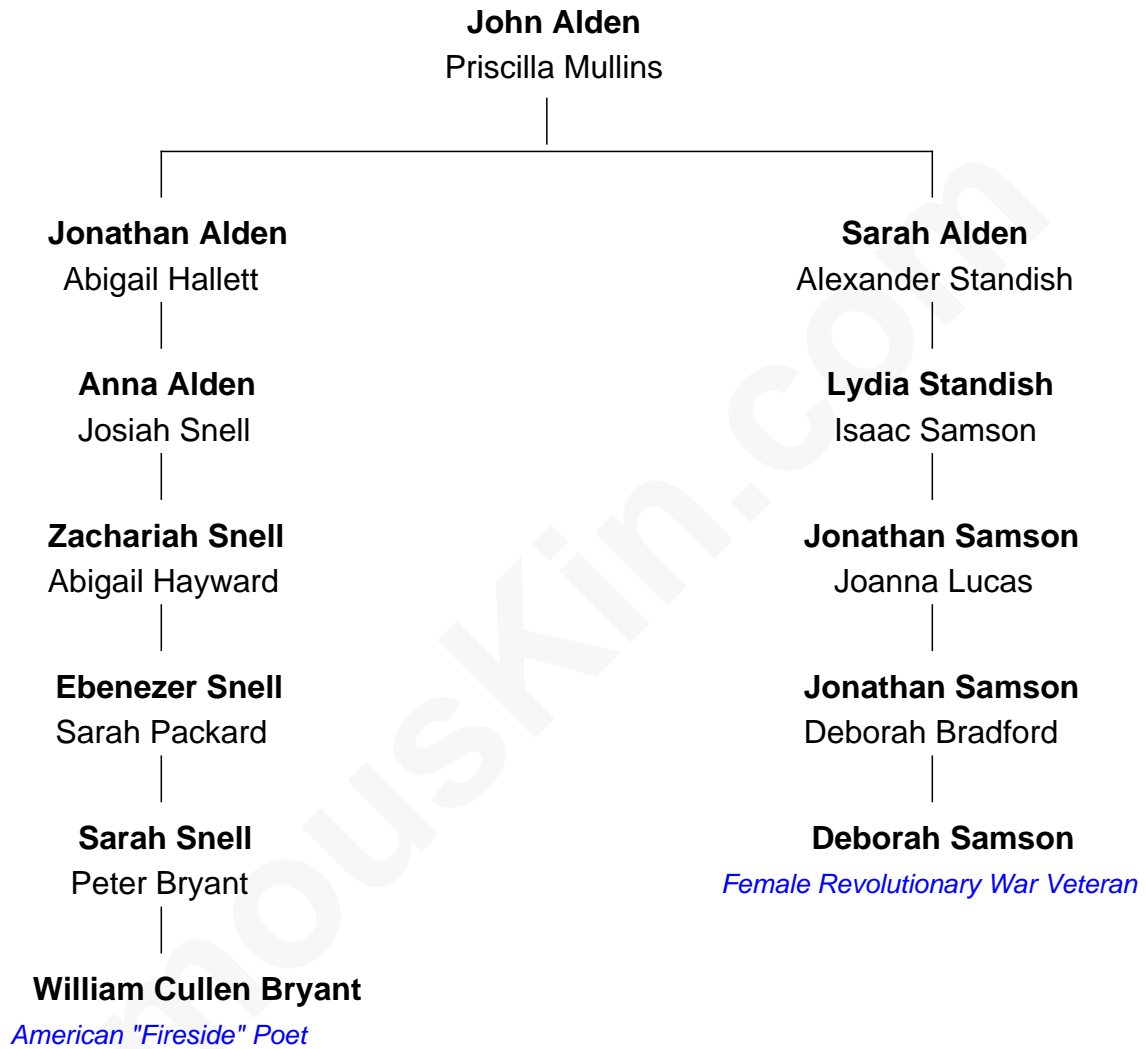 John Alden
Priscilla Mullins
Jonathan Alden
Abigail Hallett
Sarah Alden
Alexander Standish
Anna Alden
Josiah Snell
Lydia Standish
Isaac Samson
Zachariah Snell
Abigail Hayward
Jonathan Samson
Joanna Lucas
Ebenezer Snell
Sarah Packard
Jonathan Samson
Deborah Bradford
Sarah Snell
Peter Bryant
Deborah Samson
Female Revolutionary War Veteran
William Cullen Bryant
American "Fireside" Poet
mousKin.com